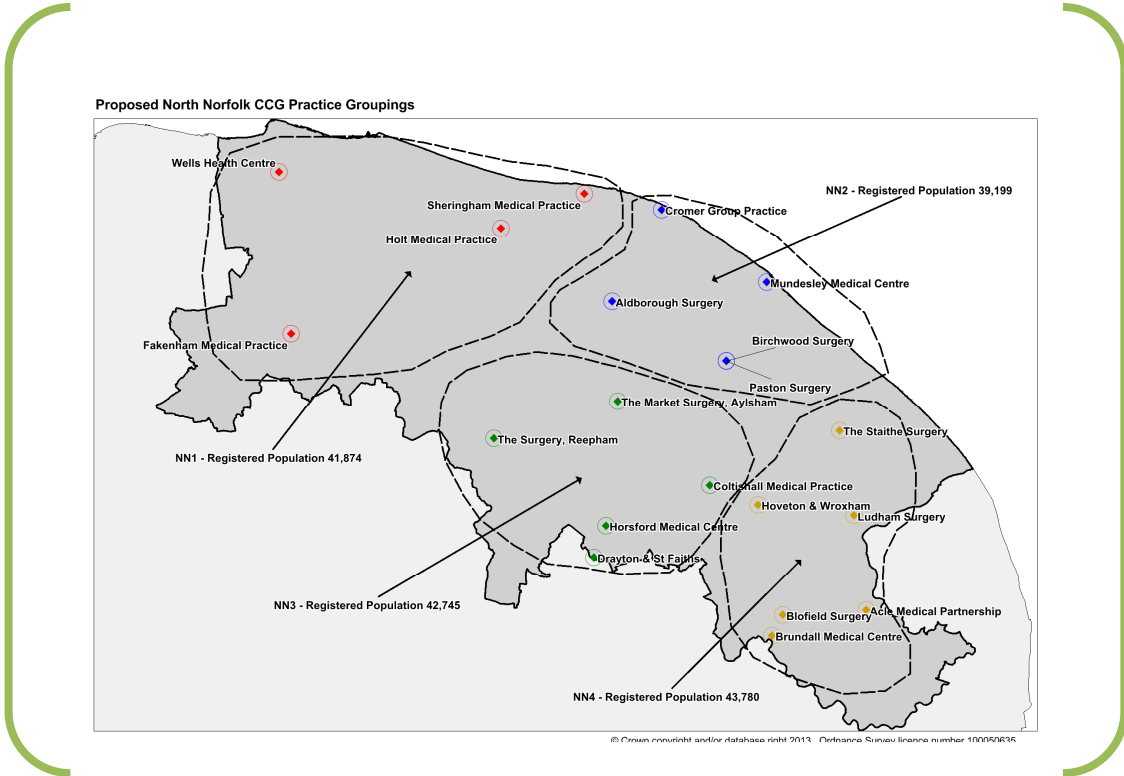 Proposed North Norfolk CCG Practice Groupings
Wells Health Centre
NN2 - Registered Population 39,199
Sheringham Medical Practice
Cromer Group Practice
Holt Medical Practice
Mundesley Medical Centre
Aldborough Surgery
Birchwood Surgery
Fakenham Medical Practice
Paston Surgery
The Market Surgery, Aylsham
The Staithe Surgery
The Surgery, Reepham
NN1 - Registered Population 41,874
Coltishall Medical Practice
Hoveton & Wroxham
Ludham Surgery
Horsford Medical Centre
Drayton & St Faiths
NN3 - Registered Population 42,745
Acle Medical Partnership
Blofield Surgery
Brundall Medical Centre
NN4 - Registered Population 43,780
© Crown copyright and/or database right 2013. Ordnance Survey licence number 100050635